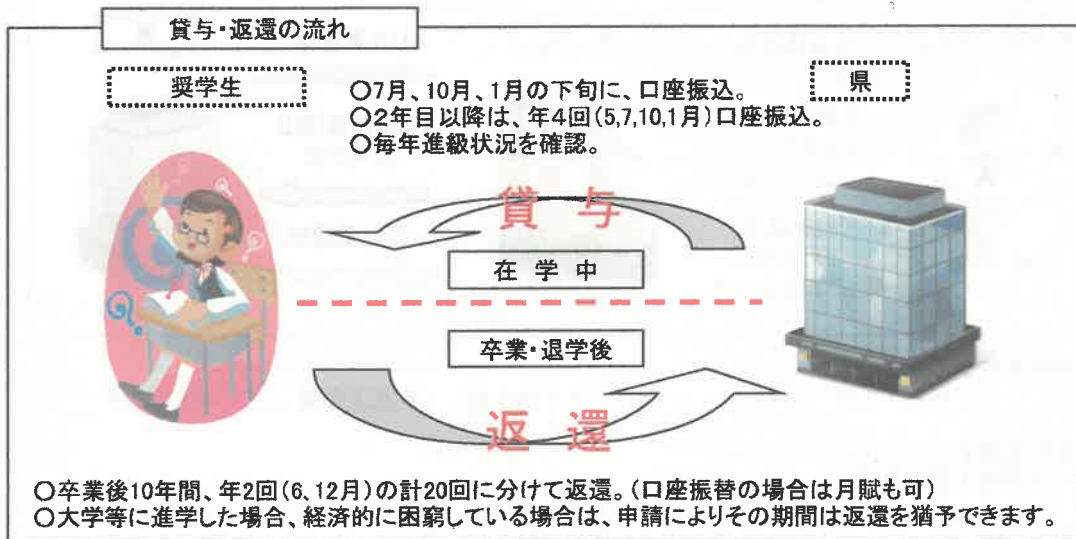 貸与・返還の流れ
奨学生
県
○7月、10月、1月の下旬に、口座振込。
○2年目以降は、年4回(5,7,10,1月)口座振込。
○毎年進級状況を確認。
貸 与
在 学 中
卒業・退学後
返 還
○卒業後10年間、年2回(6、12月)の計20回に分けて返還。(口座振替の場合は月賦も可)
○大学等に進学した場合、経済的に困窮している場合は、申請によりその期間は返還を猶予できます。